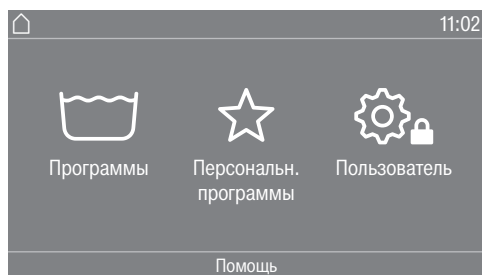 11:02
Программы
Персональн.
программы
Пользователь
Помощь